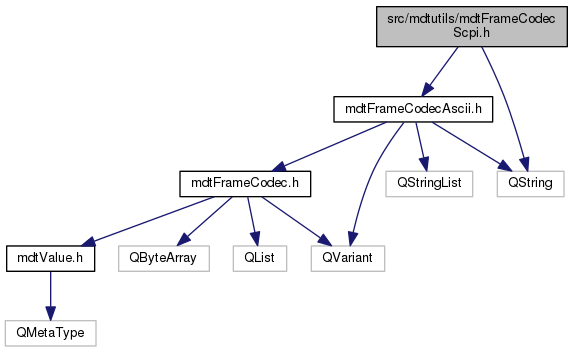 src/mdtutils/mdtFrameCodec
Scpi.h
mdtFrameCodecAscii.h
mdtFrameCodec.h
QStringList
QString
mdtValue.h
QByteArray
QList
QVariant
QMetaType